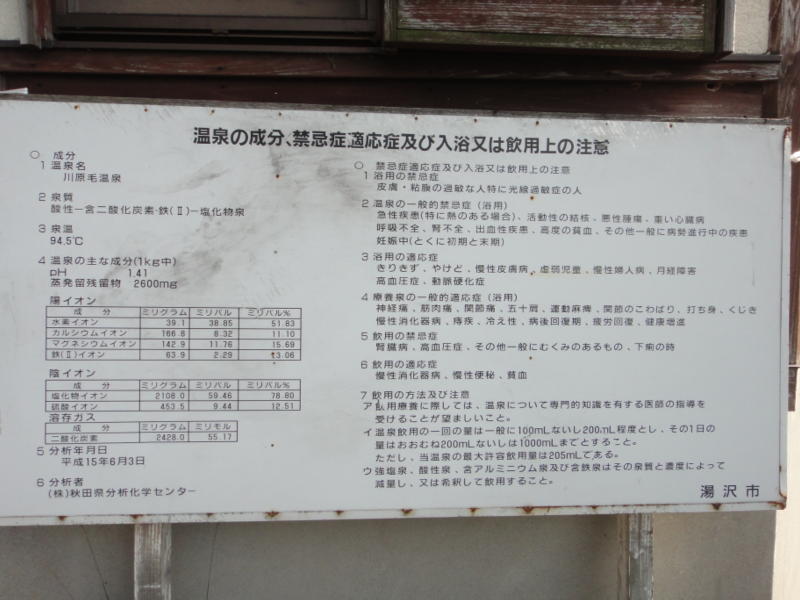 温泉の成分、禁忌症適応症及び入浴又は飲用上の注意
○ 成分
1 温泉名
川原毛温泉
2 泉質
酸性－含二酸化炭素・鉄(Ⅱ)－塩化物泉
3 泉温
94.5℃
4 温泉の主な成分(1kg中)
pH 1.41
蒸発残留物 2600mg
陽イオン
成分 ミリグラム ミリバル ミリバル%
水素イオン 39.1 38.85 51.83
カルシウムイオン 166.8 8.32 11.10
マグネシウムイオン 142.9 11.76 15.69
鉄(Ⅱ)イオン 63.9 2.29 3.06
陰イオン
成分 ミリグラム ミリバル ミリバル%
塩化物イオン 2108.0 59.46 78.80
硫酸イオン 453.5 9.44 12.51
溶存ガス
成分 ミリグラム ミリモル
二酸化炭素 2428.0 55.17
5 分析年月日
平成15年6月3日
6 分析者
(株)秋田県分析化学センター
○ 禁忌症適応症及び入浴又は飲用上の注意
1 浴用の禁忌症
皮膚・粘腹の過敏な人特に光線過敏症の人
2 温泉の一般的禁忌症（浴用）
急性疾患(特に熱のある場合)、活動性の結核、悪性腫瘍、重い心臓病
呼吸不全、腎不全、出血性疾患、高度の貧血、その他一般に病勢進行中の疾患
妊娠中(とくに初期と末期)
3 浴用の適応症
きりきず、やけど、慢性皮膚病、虚弱児童、慢性婦人病、月経障害
高血圧症、動脈硬化症
4 療養泉の一般的適応症（浴用）
神経痛、筋肉痛、関節痛、五十肩、運動麻痺、関節のこわばり、打ち身、くじき
慢性消化器病、痔疾、冷え性、病後回復期、疲労回復、健康増進
5 飲用の禁忌症
腎臓病、高血圧症、その他一般にむくみのあるもの、下痢の時
6 飲用の適応症
慢性消化器病、慢性便秘、貧血
7 飲用の方法及び注意
ア飲用療養に際しては、温泉について専門的知識を有する医師の指導を
受けることが望ましいこと。
イ温泉飲用の一回の量は一般に100mLないし200mL程度とし、その1日の
量はおおむね200mLないしは1000mLまでとすること。
ただし、当温泉の最大許容飲用量は205mLである。
ウ強塩泉、酸性泉、含アルミニウム泉及び含鉄泉はその泉質と濃度によって
減量し、又は希釈して飲用すること。
湯沢市